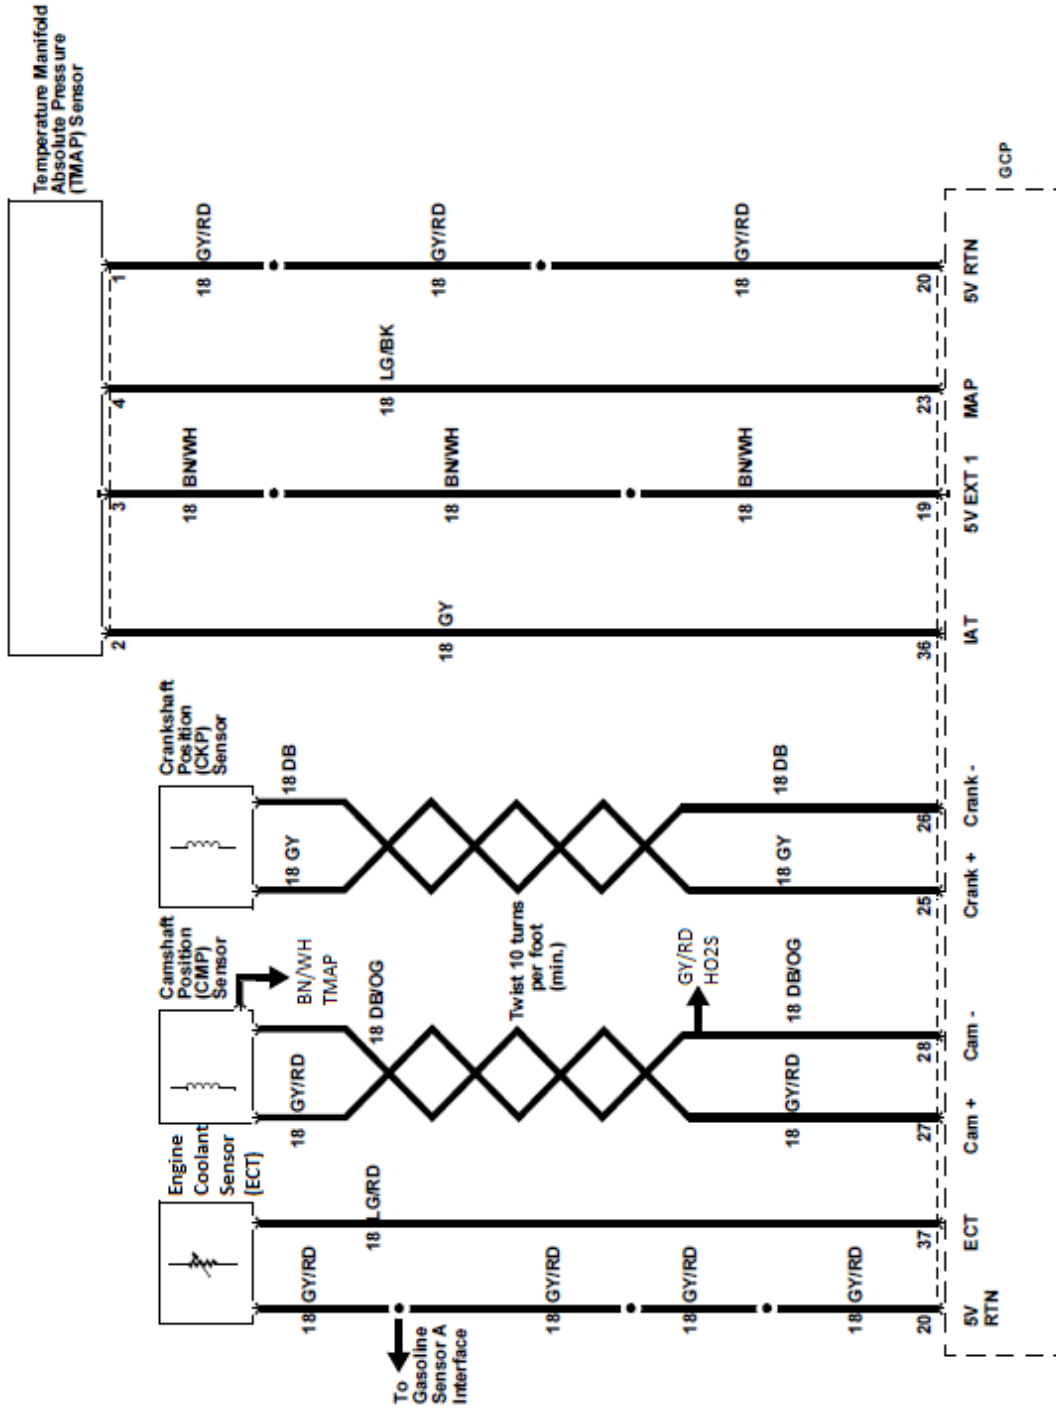 Temperature Manifold
Absolute Pressure
(TMAP) Sensor
1
18 GY/RD
18 GY/RD
18 GY/RD
20
5V RTN
4
18 LG/BK
23
MAP
3
18 BN/WH
18 BN/WH
18 BN/WH
19
5V EXT 1
2
18 GY
36
IAT
GCP
Crankshaft
Position
(CKP)
Sensor
18 DB
18 DB
26
Crank -
18 GY
18 GY
25
Crank +
Camshaft
Position
(CMP)
Sensor
BN/WH
TMAP
18 DB/OG
Twist 10 turns
per foot
(min.)
GY/RD
HO2S
18 DB/OG
28
Cam -
18 GY/RD
18 GY/RD
27
Cam +
Engine
Coolant
Sensor
(ECT)
18 LG/RD
37
ECT
18 GY/RD
18 GY/RD
18 GY/RD
18 GY/RD
20
5V
RTN
To
Gasoline
Sensor A
Interface